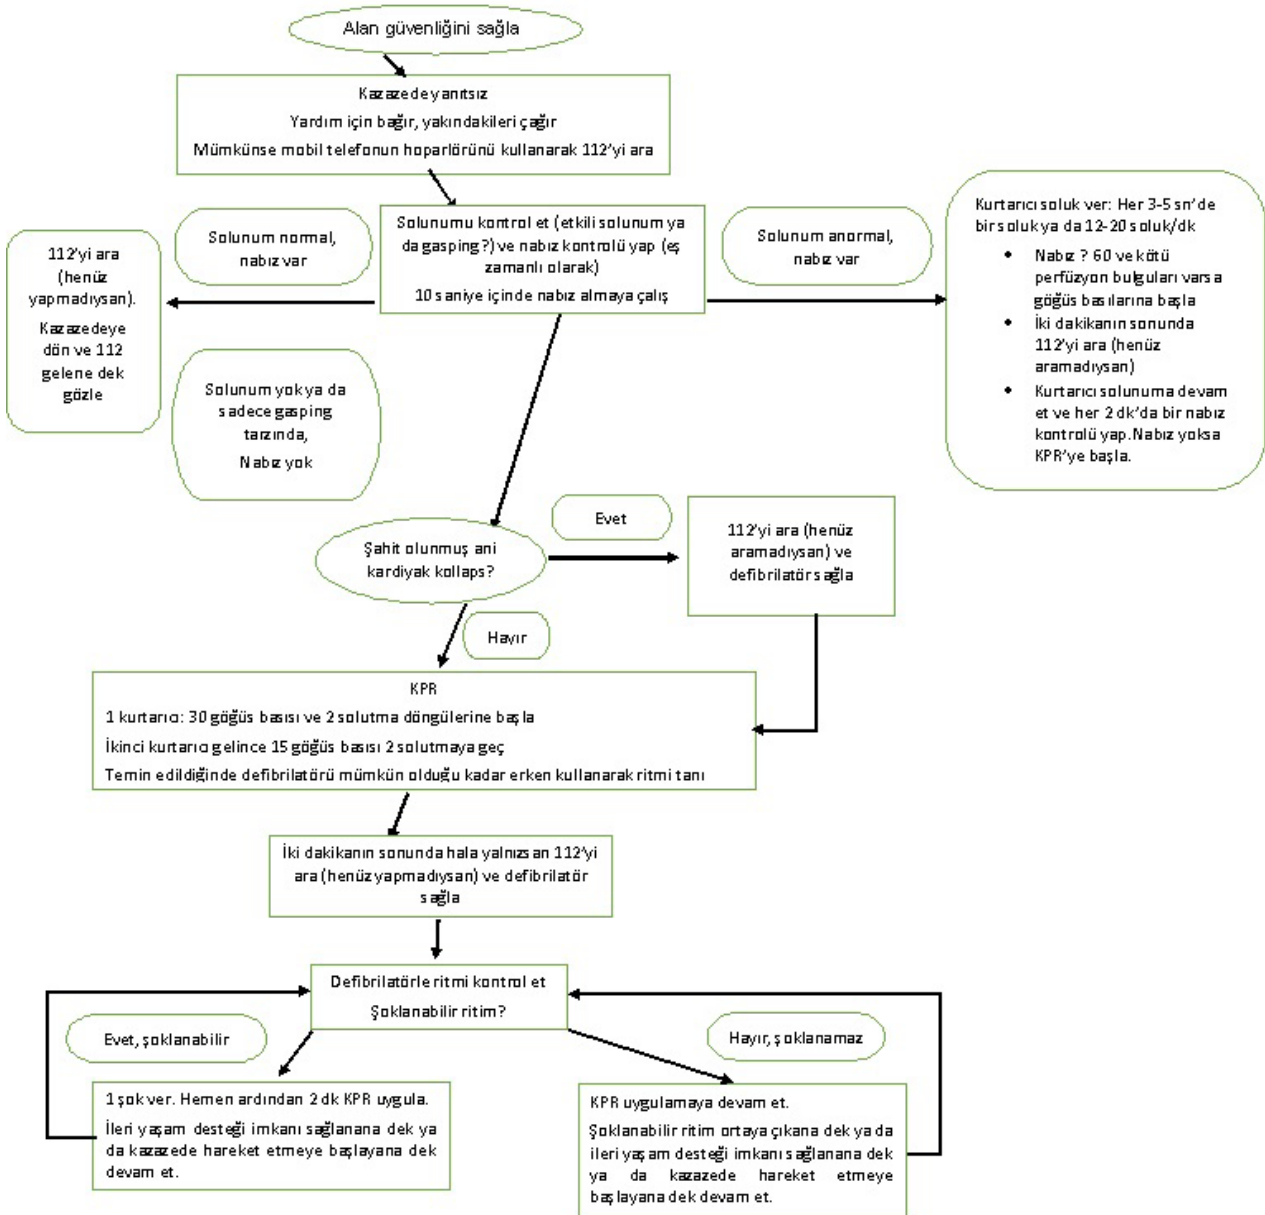 Alan güvenliğini sağla
Kazazede yanıtsız
Yardım için bağır, yakındakileri çağır
Mümkünse mobil telefonun hoparlörünü kullanarak 112'yi ara
Solunum normal,
nabız var
Solunumu kontrol et (etkili solunum ya
da gasping?) ve nabız kontrolü yap (eş
zamanlı olarak)
10 saniye içinde nabız almaya çalış
Solunum anormal,
nabız var
112'yi ara
(henüz
yapmadıysan).
Kazazedeye
dön ve 112
gelene dek
gözle
Kurtarıcı soluk ver: Her 3-5 sn'de
bir soluk ya da 12-20 soluk/dk
• Nabız ? 60 ve kötü
perfüzyon bulguları varsa
göğüs basılarına başla
• İki dakikanın sonunda
112'yi ara (henüz
aramadıysan)
• Kurtarıcı solunuma devam
et ve her 2 dk'da bir nabız
kontrolü yap. Nabız yoksa
KPR'ye başla.
Solunum yok ya da
sadece gasping
tarzında,
Nabız yok
Şahit olunmuş ani
kardiyak kollaps?
Evet
112'yi ara (henüz
aramadıysan) ve
defibrilatör sağla
Hayır
KPR
1 kurtarıcı: 30 göğüs basısı ve 2 solutma döngülerine başla
İkinci kurtarıcı gelince 15 göğüs basısı 2 solutmaya geç
Temin edildiğinde defibrilatörü mümkün olduğu kadar erken kullanarak ritmi tanı
İki dakikanın sonunda hala yalnızsan 112'yi
ara (henüz yapmadıysan) ve defibrilatör
sağla
Defibrilatörle ritmi kontrol et
Şoklanabilir ritim?
Evet, şoklanabilir
Hayır, şoklanamaz
1 şok ver. Hemen ardından 2 dk KPR uygula.
İleri yaşam desteği imkanı sağlanana dek ya
da kazazede hareket etmeye başlayana dek
devam et.
KPR uygulamaya devam et.
Şoklanabilir ritim ortaya çıkana dek ya da
ileri yaşam desteği imkanı sağlanana dek
ya da kazazede hareket etmeye
başlayana dek devam et.